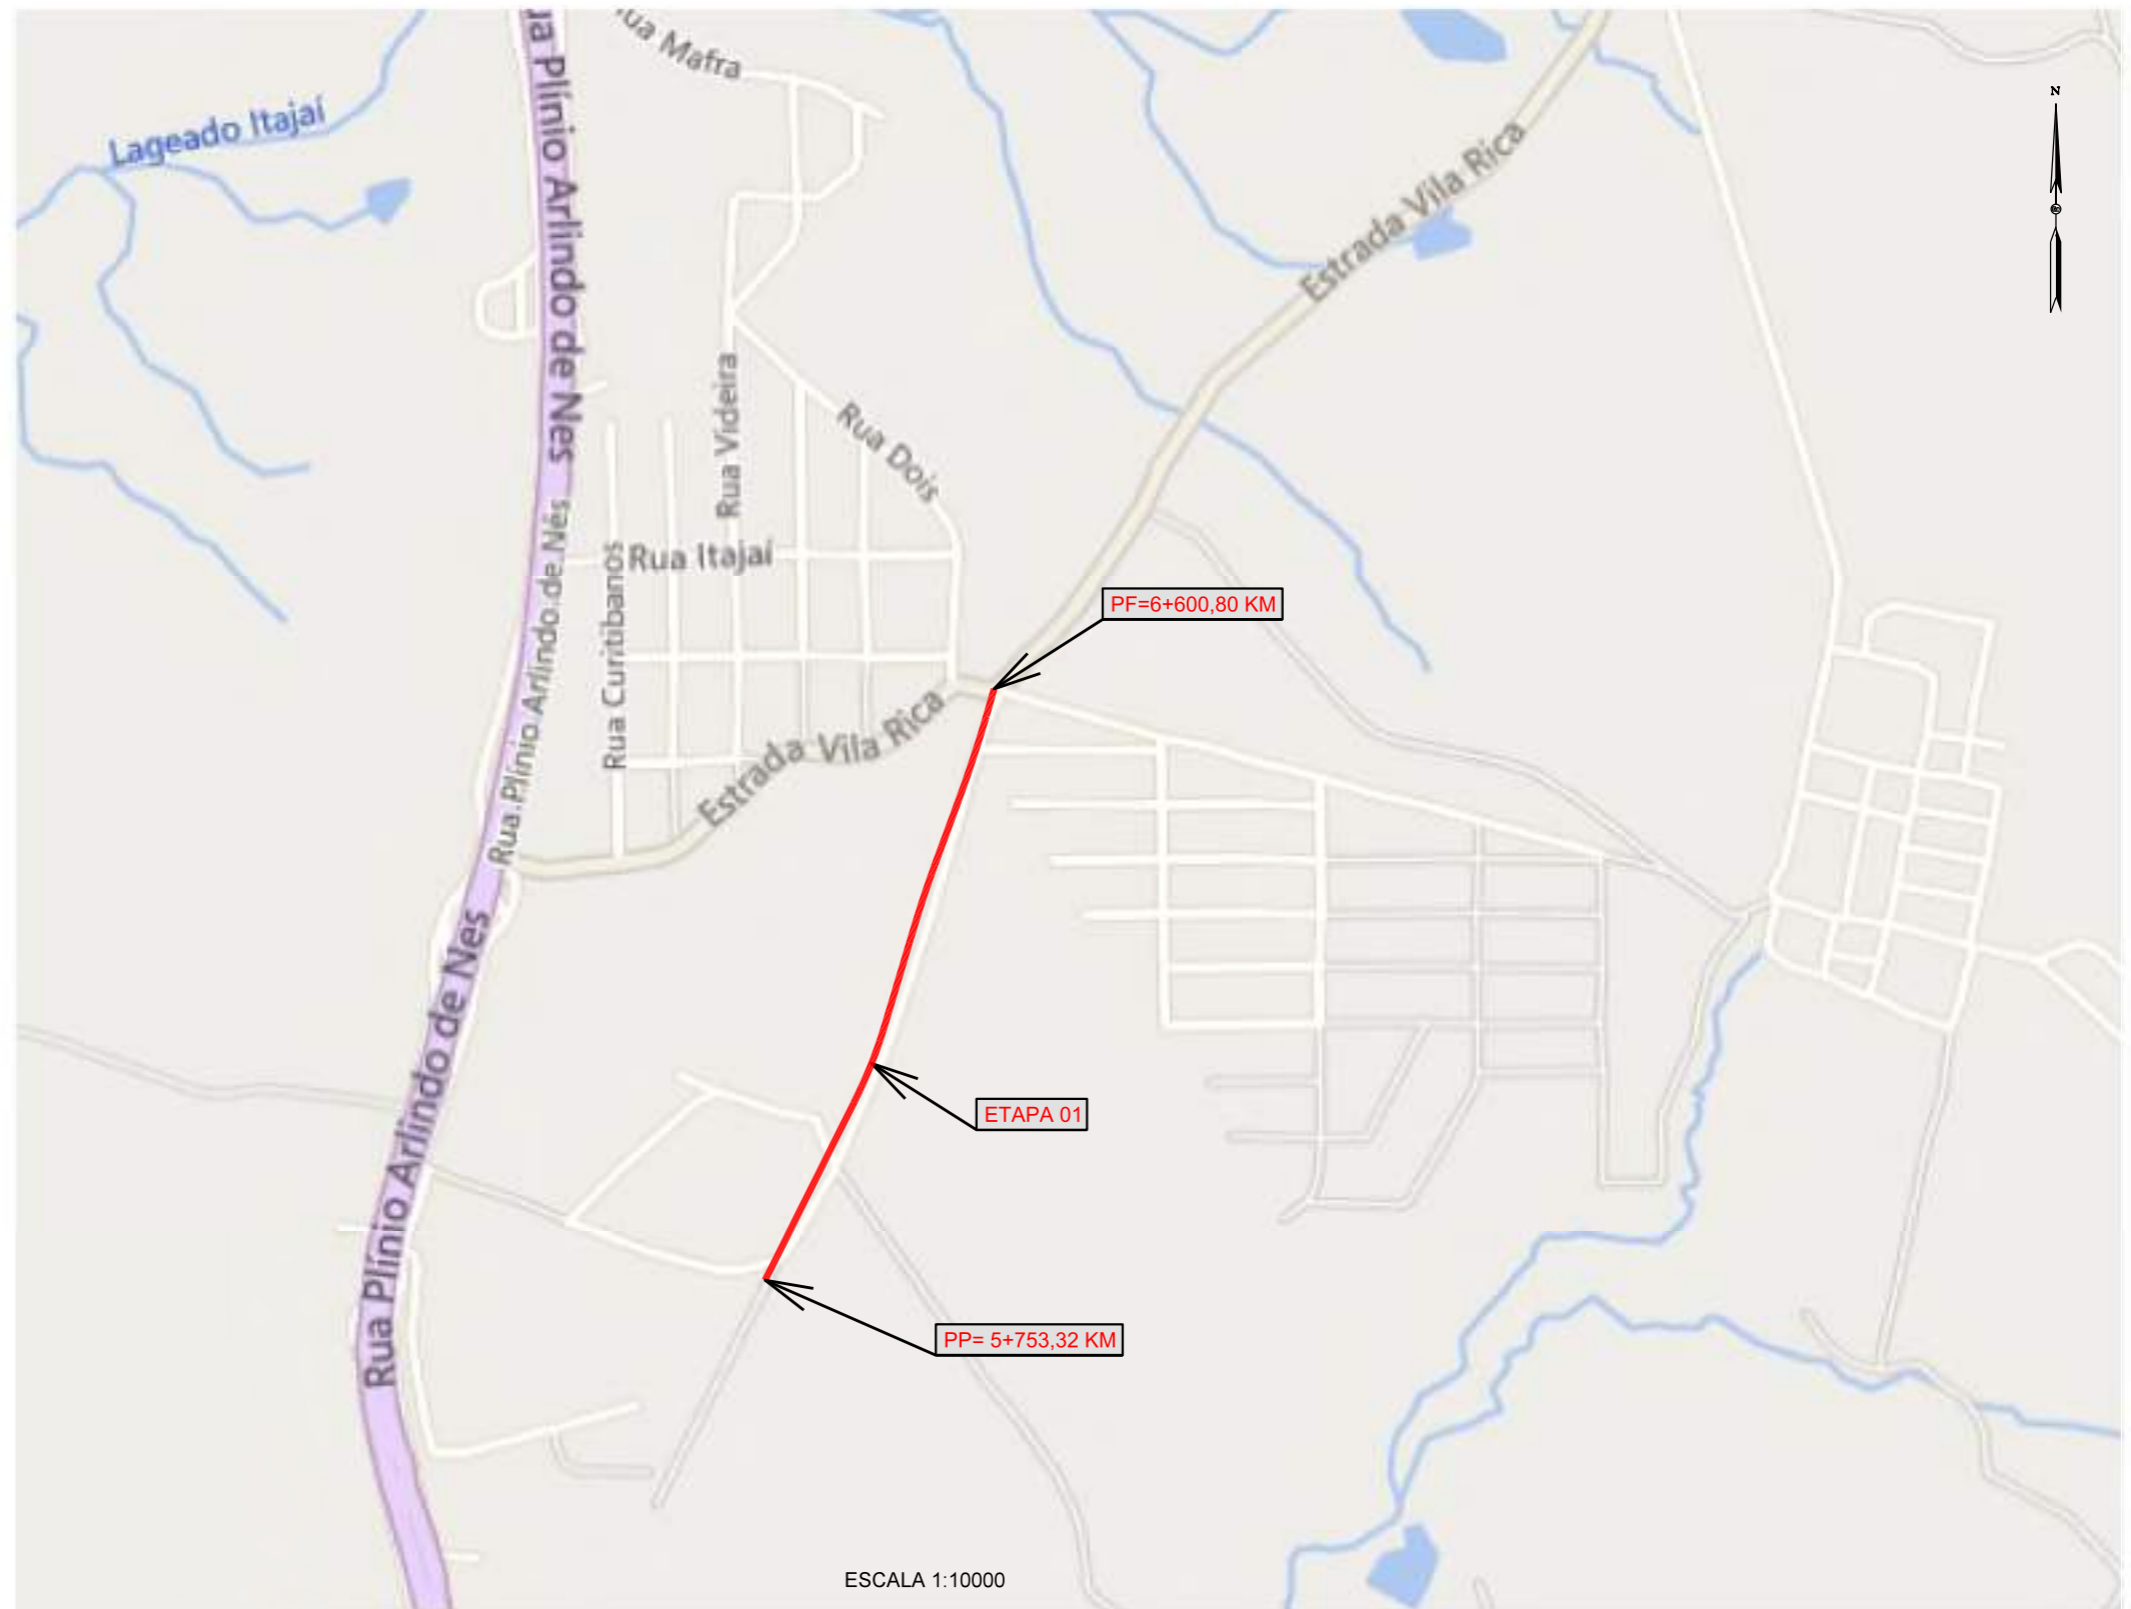 Rua Mafra
Rua Plínio Arlindo de Nes
Lageado Itajaí
N
Estrada Vila Rica
Rua Videira
Rua Dois
Rua Plínio Arlindo de Nés
Rua Curitibanos
Rua Itajaí
PF=6+600,80 KM
Estrada Vila Rica
Rua Plínio Arlindo de Nes
ETAPA 01
PP= 5+753,32 KM
ESCALA 1:10000